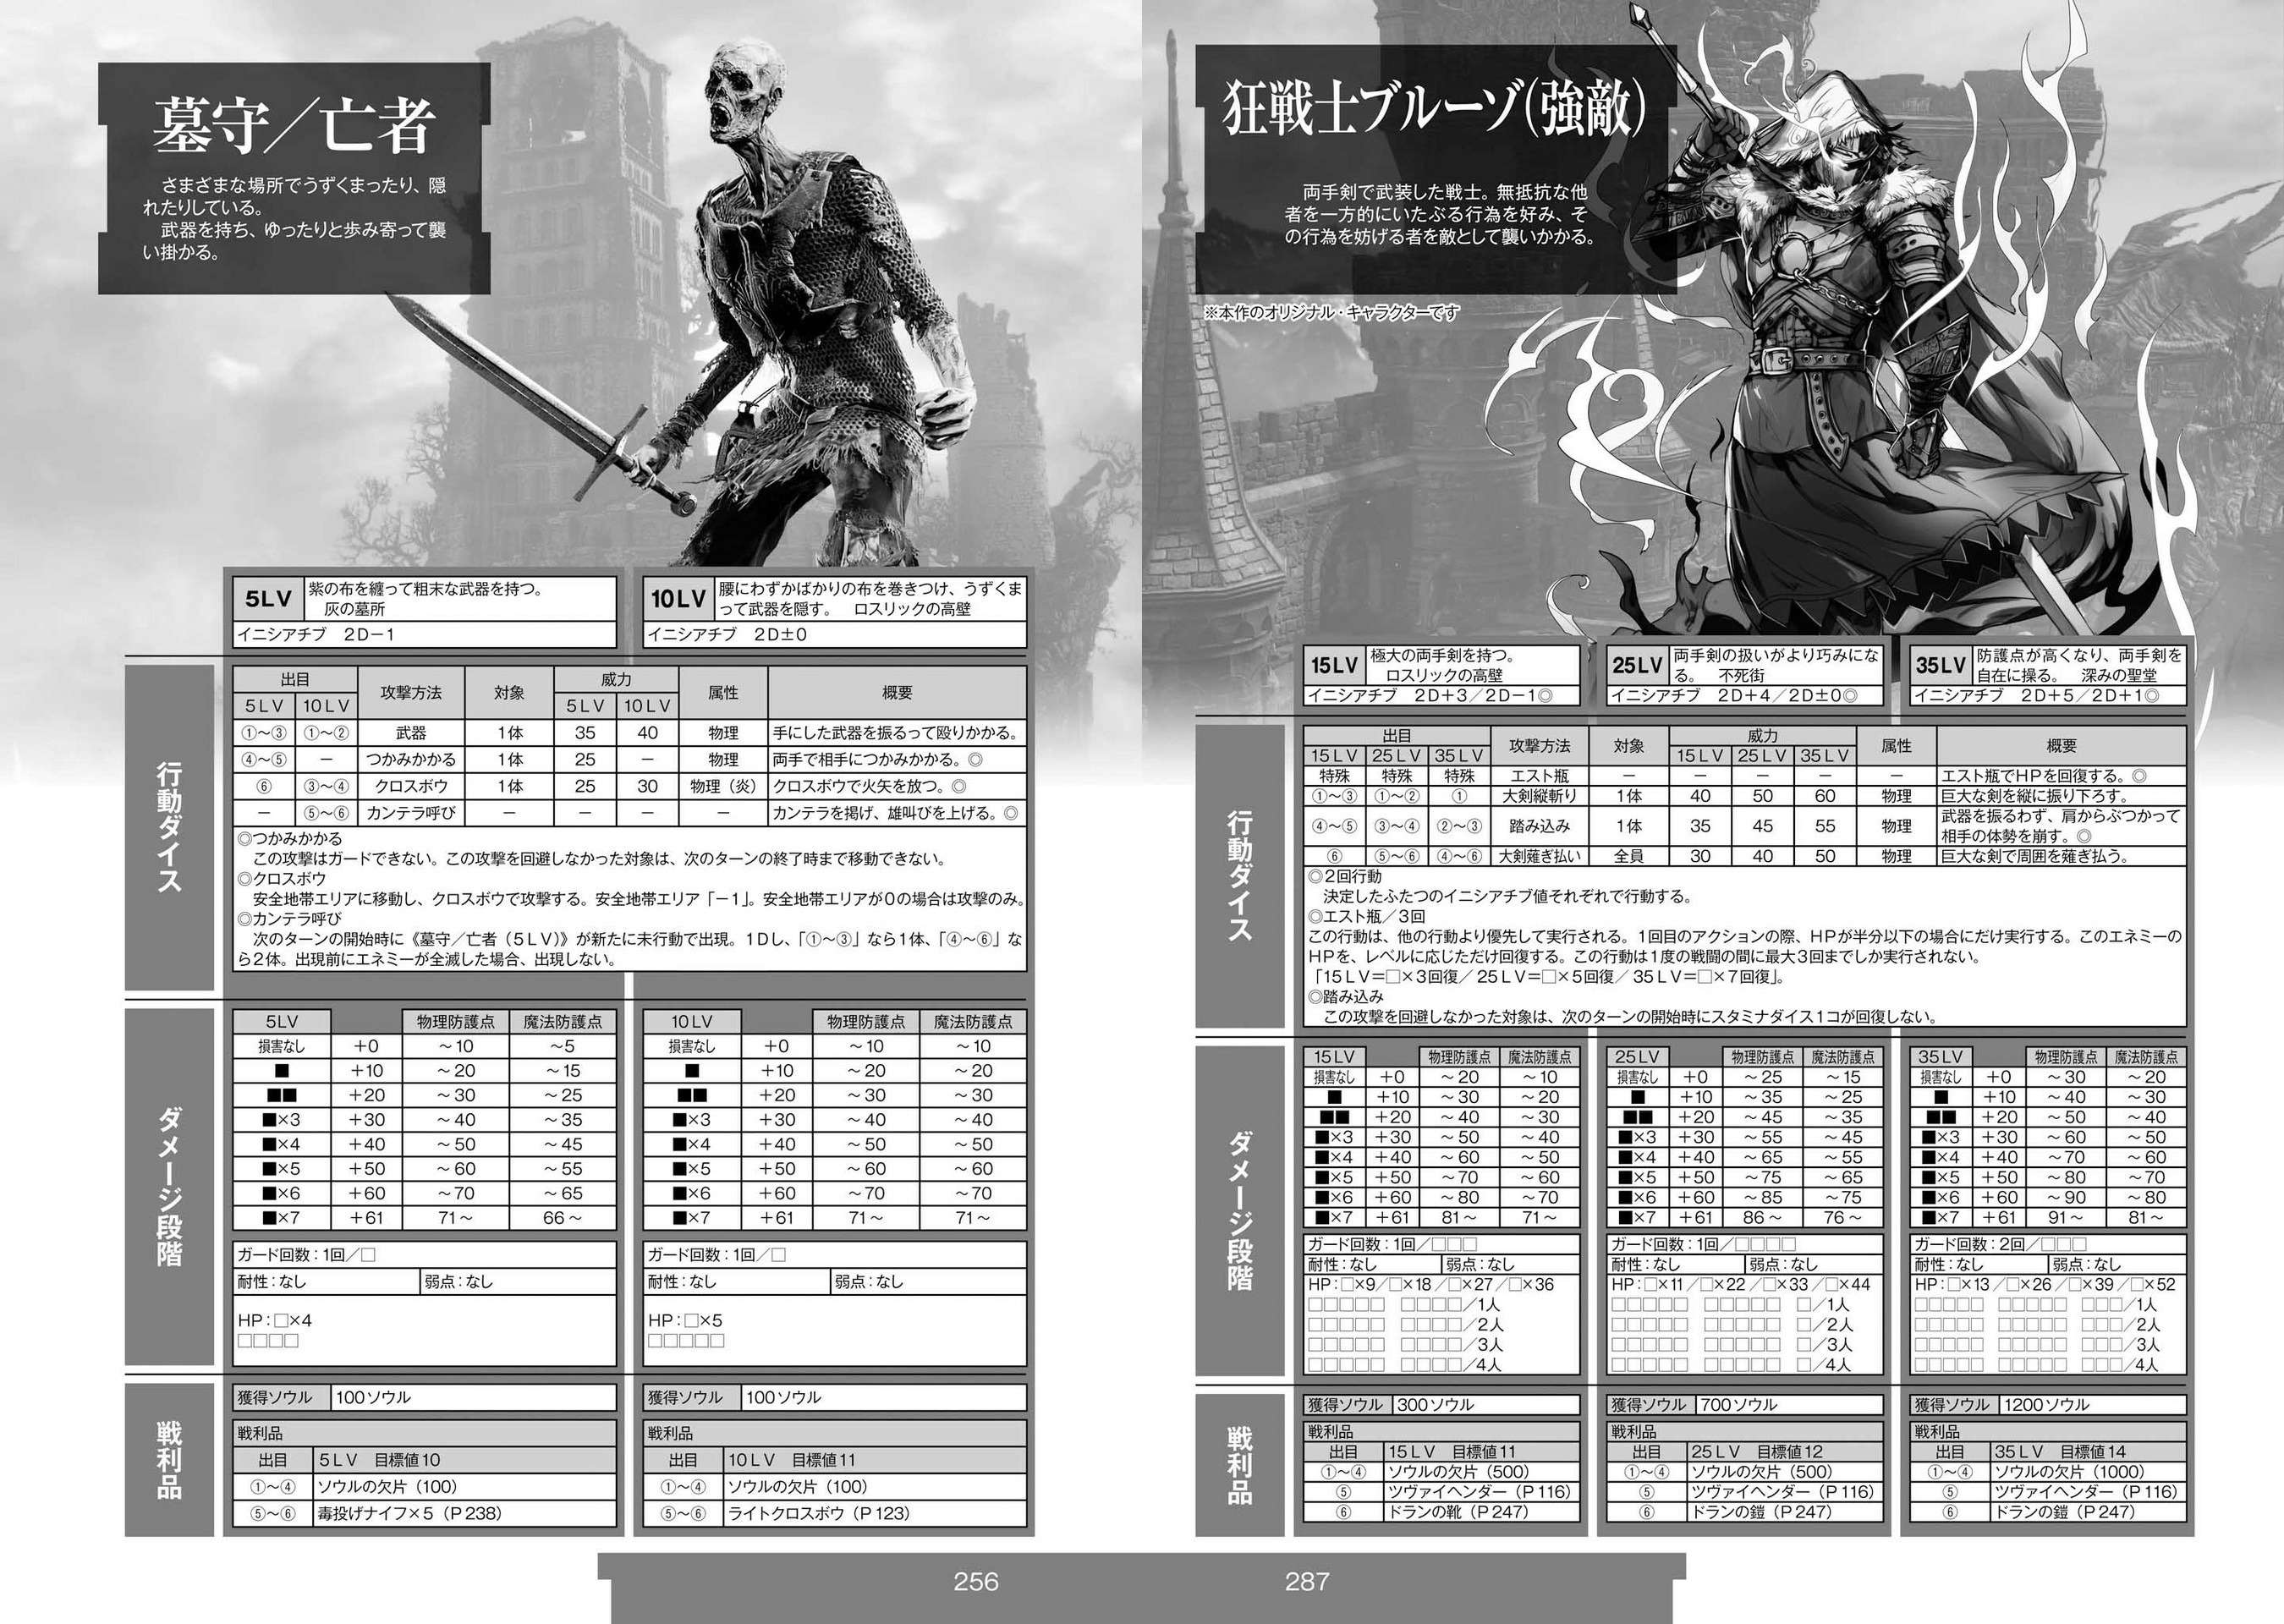 墓守／亡者
さまざまな場所でうずくまったり、隠
れたりしている。
武器を持ち、ゆったりと歩み寄って襲
い掛かる。
5LV 紫の布を纏って粗末な武器を持つ。
灰の墓所
イニシアチブ 2D－1
10LV 腰にわずかばかりの布を巻きつけ、うずくま
って武器を隠す。 ロスリックの高壁
イニシアチブ 2D±0
行動ダイス
出目 攻撃方法 対象 威力 属性 概要
5LV 10LV 5LV 10LV
①～③ ①～② 武器 1体 35 40 物理 手にした武器を振るって殴りかかる。
④～⑤ － つかみかかる 1体 25 － 物理 両手で相手につかみかかる。◎
⑥ ③～④ クロスボウ 1体 25 30 物理（炎） クロスボウで火矢を放つ。◎
－ ⑤～⑥ カンテラ呼び － － － － カンテラを掲げ、雄叫びを上げる。◎
◎つかみかかる
この攻撃はガードできない。この攻撃を回避しなかった対象は、次のターンの終了時まで移動できない。
◎クロスボウ
安全地帯エリアに移動し、クロスボウで攻撃する。安全地帯エリア「－1」。安全地帯エリアが0の場合は攻撃のみ。
◎カンテラ呼び
次のターンの開始時に《墓守／亡者（5LV）》が新たに未行動で出現。1Dし、「①～③」なら1体、「④～⑥」な
ら2体。出現前にエネミーが全滅した場合、出現しない。
ダメージ段階
5LV 物理防護点 魔法防護点
損害なし +0 ～10 ～5
■ +10 ～20 ～15
■■ +20 ～30 ～25
■×3 +30 ～40 ～35
■×4 +40 ～50 ～45
■×5 +50 ～60 ～55
■×6 +60 ～70 ～65
■×7 +61 71～ 66～
ガード回数：1回／□
耐性：なし 弱点：なし
HP：□×4
□□□□
10LV 物理防護点 魔法防護点
損害なし +0 ～10 ～10
■ +10 ～20 ～20
■■ +20 ～30 ～30
■×3 +30 ～40 ～40
■×4 +40 ～50 ～50
■×5 +50 ～60 ～60
■×6 +60 ～70 ～70
■×7 +61 71～ 71～
ガード回数：1回／□
耐性：なし 弱点：なし
HP：□×5
□□□□□
戦利品
獲得ソウル 100ソウル
戦利品
出目 5LV 目標値10
①～④ ソウルの欠片（100）
⑤～⑥ 毒投げナイフ×5（P238）
獲得ソウル 100ソウル
戦利品
出目 10LV 目標値11
①～④ ソウルの欠片（100）
⑤～⑥ ライトクロスボウ（P123）
256
狂戦士ブルーゾ(強敵)
両手剣で武装した戦士。無抵抗な他
者を一方的にいたぶる行為を好み、そ
の行為を妨げる者を敵として襲いかかる。
※本作のオリジナル・キャラクターです
15LV 極大の両手剣を持つ。
ロスリックの高壁
イニシアチブ 2D+3／2D－1◎
25LV 両手剣の扱いがより巧みにな
る。 不死街
イニシアチブ 2D+4／2D±0◎
35LV 防護点が高くなり、両手剣を
自在に操る。 深みの聖堂
イニシアチブ 2D+5／2D+1◎
行動ダイス
出目 攻撃方法 対象 威力 属性 概要
15LV 25LV 35LV 15LV 25LV 35LV
特殊 特殊 特殊 エスト瓶 － － － － － エスト瓶でHPを回復する。◎
①～③ ①～② ① 大剣縦斬り 1体 40 50 60 物理 巨大な剣を縦に振り下ろす。
④～⑤ ③～④ ②～③ 踏み込み 1体 35 45 55 物理 武器を振るわず、肩からぶつかって
相手の体勢を崩す。◎
⑥ ⑤～⑥ ④～⑥ 大剣薙ぎ払い 全員 30 40 50 物理 巨大な剣で周囲を薙ぎ払う。
◎2回行動
決定したふたつのイニシアチブ値それぞれで行動する。
◎エスト瓶／3回
この行動は、他の行動より優先して実行される。1回目のアクションの際、HPが半分以下の場合にだけ実行する。このエネミーの
HPを、レベルに応じただけ回復する。この行動は1度の戦闘の間に最大3回までしか実行されない。
「15LV＝□×3回復／25LV＝□×5回復／35LV＝□×7回復」。
◎踏み込み
この攻撃を回避しなかった対象は、次のターンの開始時にスタミナダイス1コが回復しない。
ダメージ段階
15LV 物理防護点 魔法防護点
損害なし +0 ～20 ～10
■ +10 ～30 ～20
■■ +20 ～40 ～30
■×3 +30 ～50 ～40
■×4 +40 ～60 ～50
■×5 +50 ～70 ～60
■×6 +60 ～80 ～70
■×7 +61 81～ 71～
ガード回数：1回／□□□
耐性：なし 弱点：なし
HP：□×9／□×18／□×27／□×36
□□□□□ □□□□／1人
□□□□□ □□□□／2人
□□□□□ □□□□／3人
□□□□□ □□□□／4人
25LV 物理防護点 魔法防護点
損害なし +0 ～25 ～15
■ +10 ～35 ～25
■■ +20 ～45 ～35
■×3 +30 ～55 ～45
■×4 +40 ～65 ～55
■×5 +50 ～75 ～65
■×6 +60 ～85 ～75
■×7 +61 86～ 76～
ガード回数：1回／□□□□
耐性：なし 弱点：なし
HP：□×11／□×22／□×33／□×44
□□□□□ □□□□□ □／1人
□□□□□ □□□□□ □／2人
□□□□□ □□□□□ □／3人
□□□□□ □□□□□ □／4人
35LV 物理防護点 魔法防護点
損害なし +0 ～30 ～20
■ +10 ～40 ～30
■■ +20 ～50 ～40
■×3 +30 ～60 ～50
■×4 +40 ～70 ～60
■×5 +50 ～80 ～70
■×6 +60 ～90 ～80
■×7 +61 91～ 81～
ガード回数：2回／□□□
耐性：なし 弱点：なし
HP：□×13／□×26／□×39／□×52
□□□□□ □□□□□ □□□／1人
□□□□□ □□□□□ □□□／2人
□□□□□ □□□□□ □□□／3人
□□□□□ □□□□□ □□□／4人
戦利品
獲得ソウル 300ソウル
戦利品
出目 15LV 目標値11
①～④ ソウルの欠片（500）
⑤ ツヴァイヘンダー（P116）
⑥ ドランの靴（P247）
獲得ソウル 700ソウル
戦利品
出目 25LV 目標値12
①～④ ソウルの欠片（500）
⑤ ツヴァイヘンダー（P116）
⑥ ドランの鎧（P247）
獲得ソウル 1200ソウル
戦利品
出目 35LV 目標値14
①～④ ソウルの欠片（1000）
⑤ ツヴァイヘンダー（P116）
⑥ ドランの鎧（P247）
287